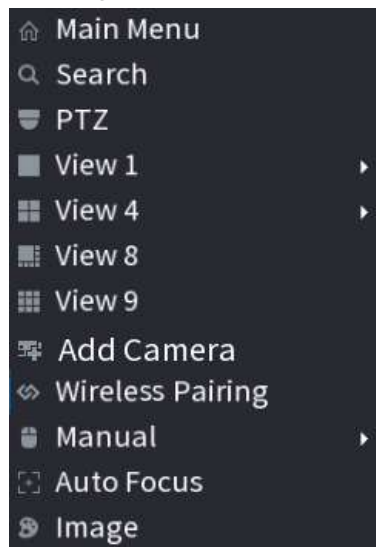 Main Menu
Search
PTZ
View 1
View 4
View 8
View 9
Add Camera
Wireless Pairing
Manual
Auto Focus
Image